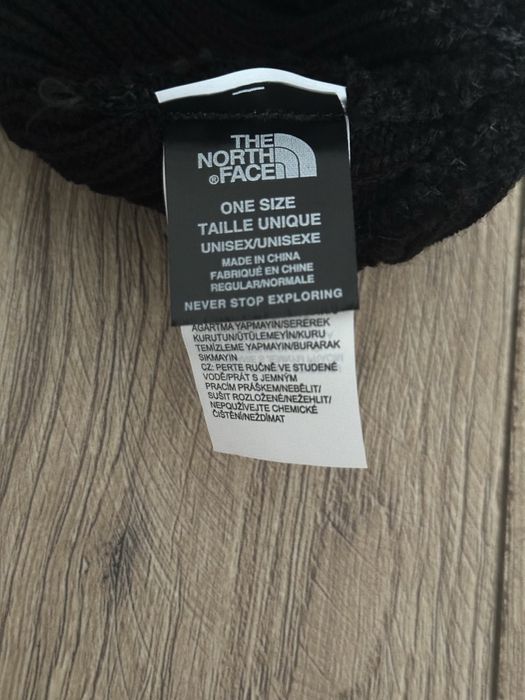 THE
NORTH
®FACE
ONE SIZE
TAILLE UNIQUE
UNISEX/UNISEXE
MADE IN CHINA
FABRIQUÉ EN CHINE
REGULAR/NORMALE
NEVER STOP EXPLORING
AĞARTMA YAPMAYIN/SEREREK
KURUTUN/ÜTÜLEMEYİN/KURU
TEMİZLEME YAPMAYIN/BURARAK
SIKMAYIN
CZ: PERTE RUČNĚ VE STUDENÉ
VODĚ/PRÁT S JEMNÝM
PRACÍM PRÁŠKEM/NEBĚLIT/
SUŠIT ROZLOŽENÉ/NEŽEHLIT/
NEPOUŽÍVEJTE CHEMICKÉ
ČIŠTĚNÍ/NEŽDÍMAT